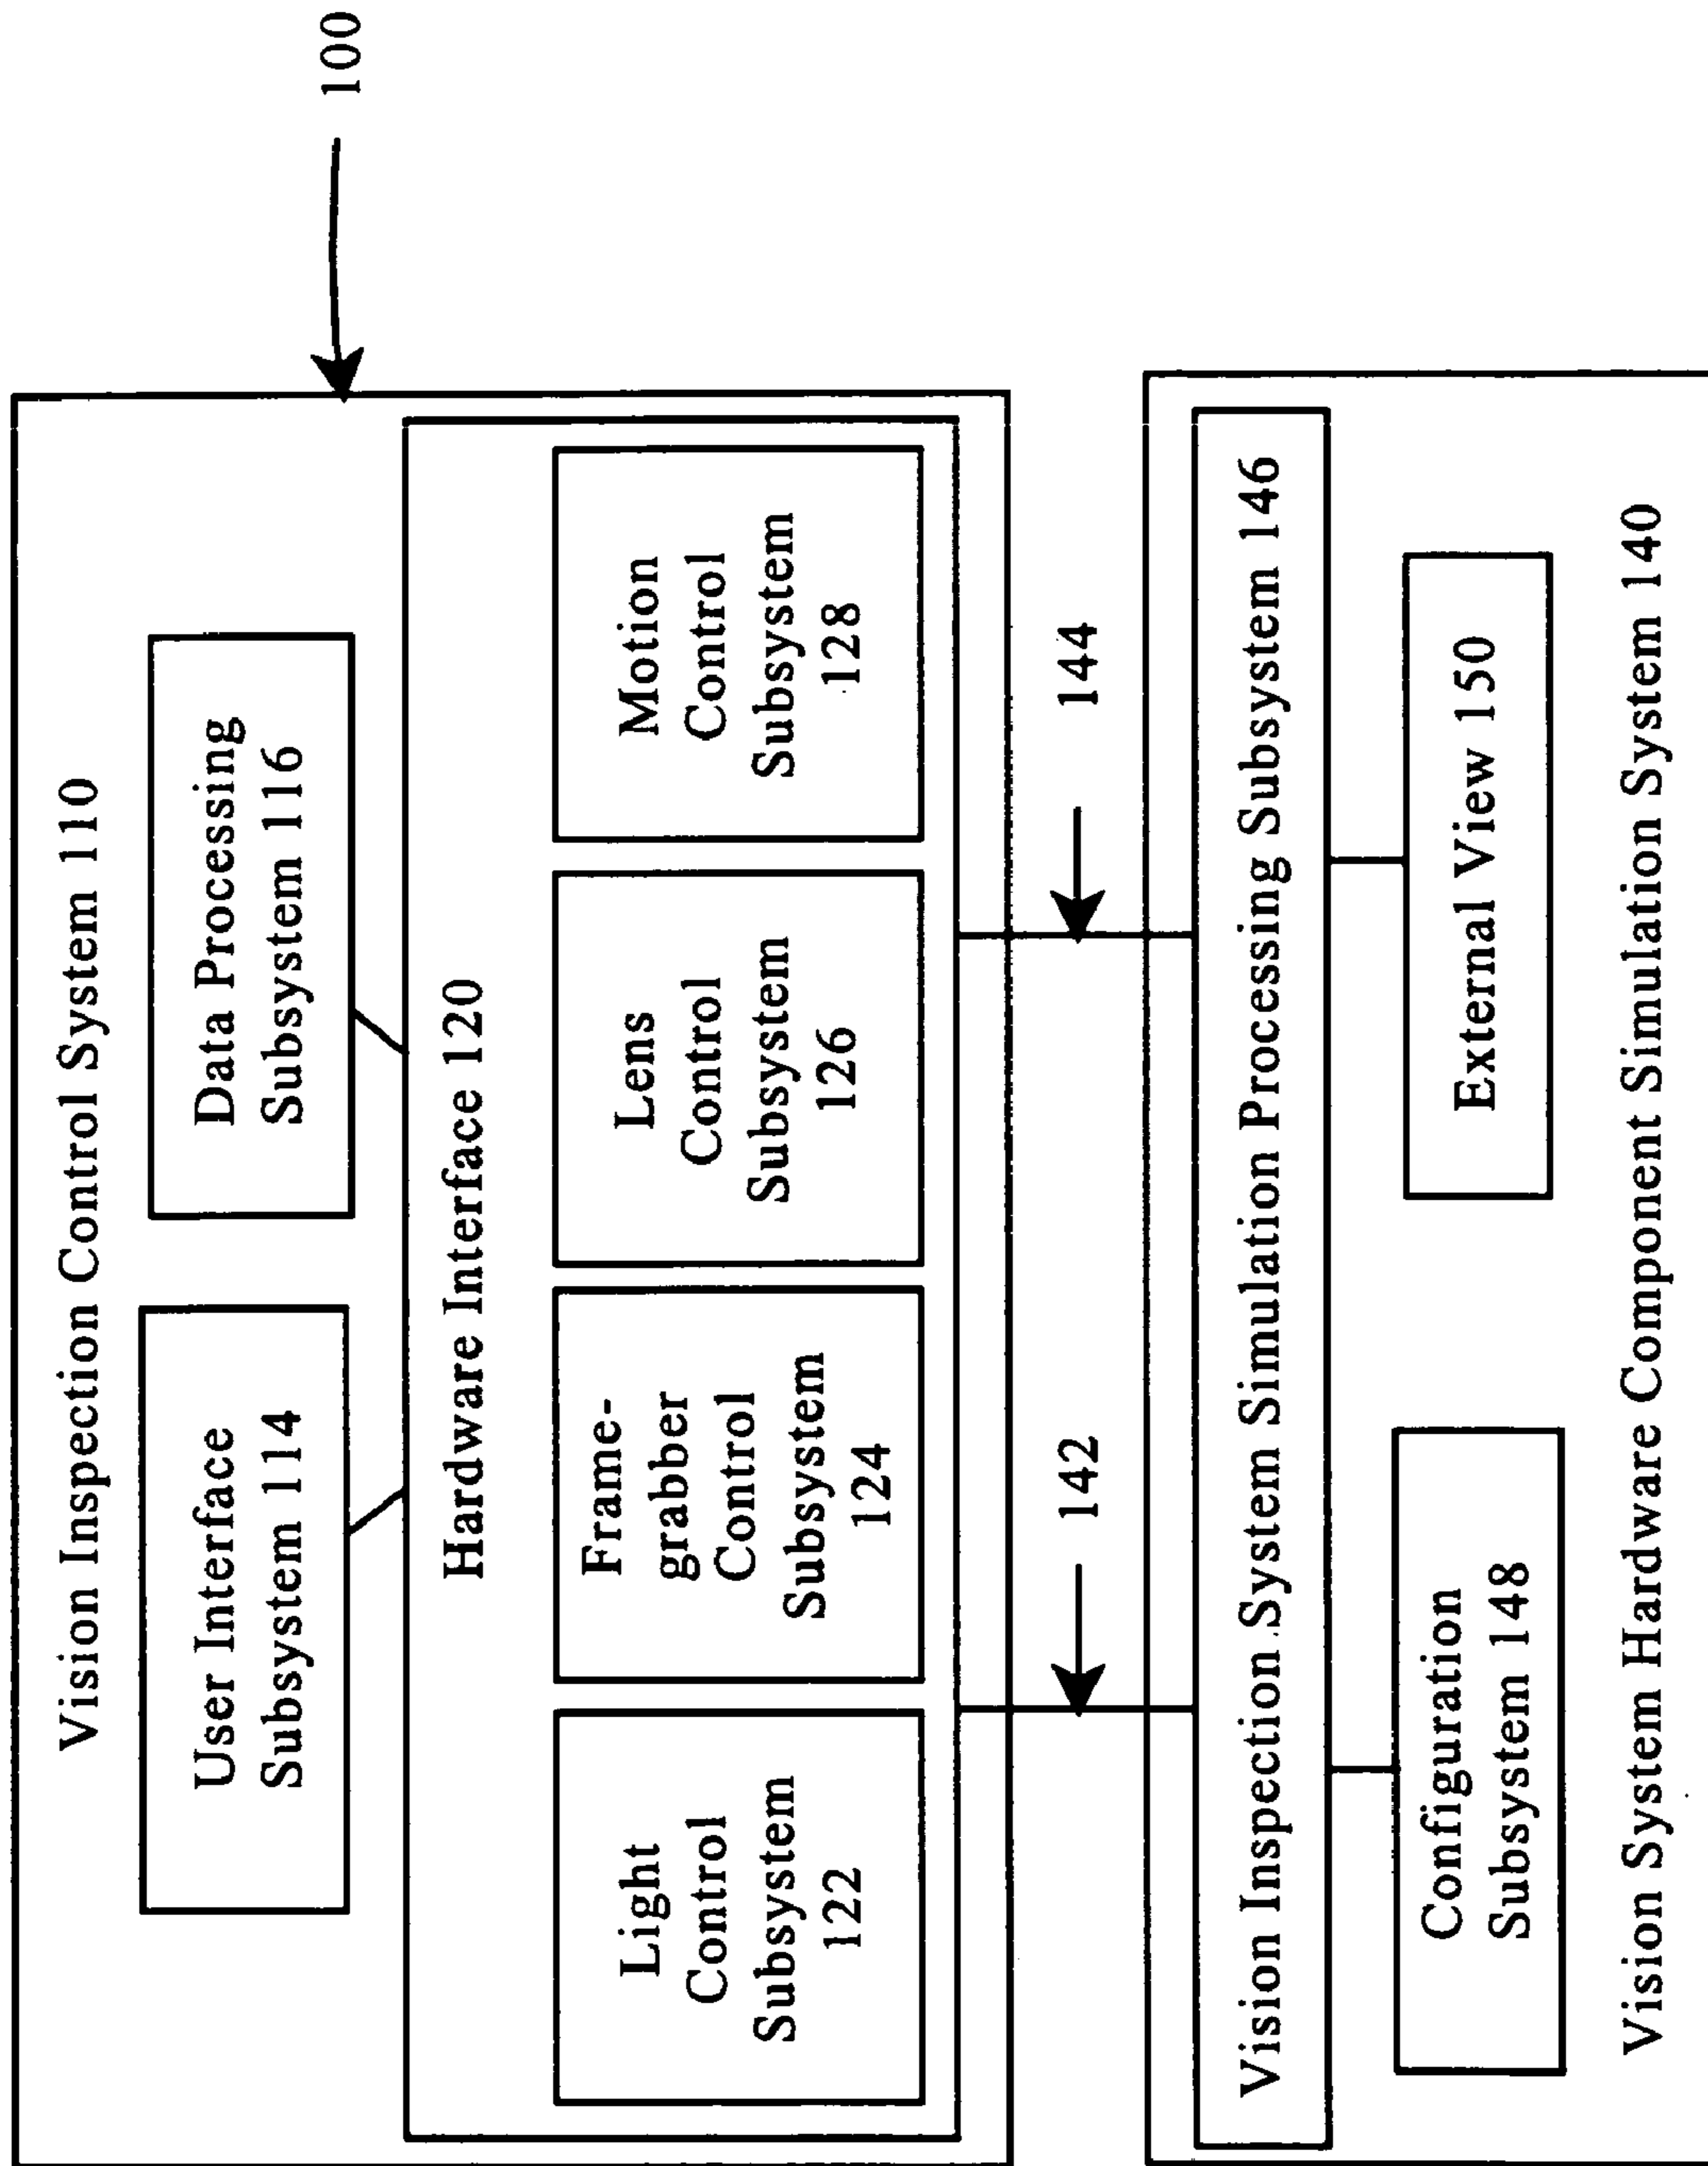 100
Vision Inspection Control System 110
User Interface
Subsystem 114
Data Processing
Subsystem 116
Hardware Interface 120
Light
Control
Subsystem
122
Frame-
grabber
Control
Subsystem
124
Lens
Control
Subsystem
126
Motion
Control
Subsystem
128
142
144
Vision Inspection System Simulation Processing Subsystem 146
Configuration
Subsystem 148
External View 150
Vision System Hardware Component Simulation System 140